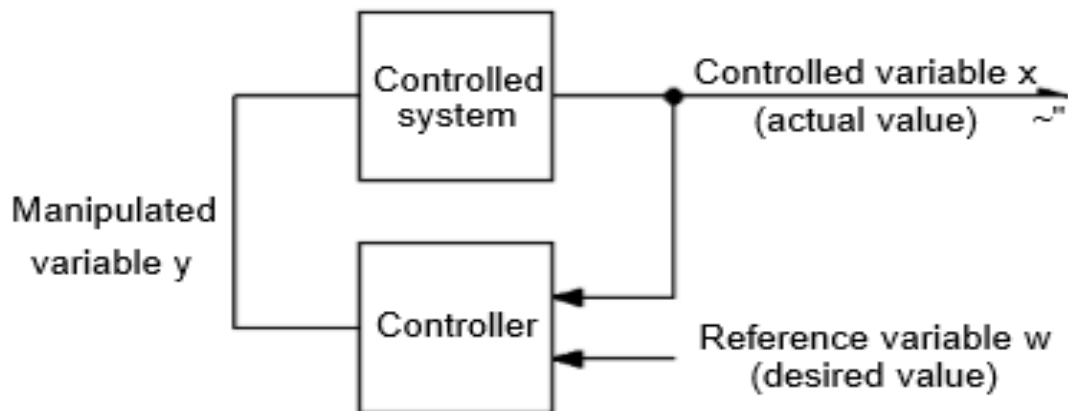 Controlled
system
Controlled variable x
(actual value) ~"
Manipulated
variable y
Controller
Reference variable w
(desired value)